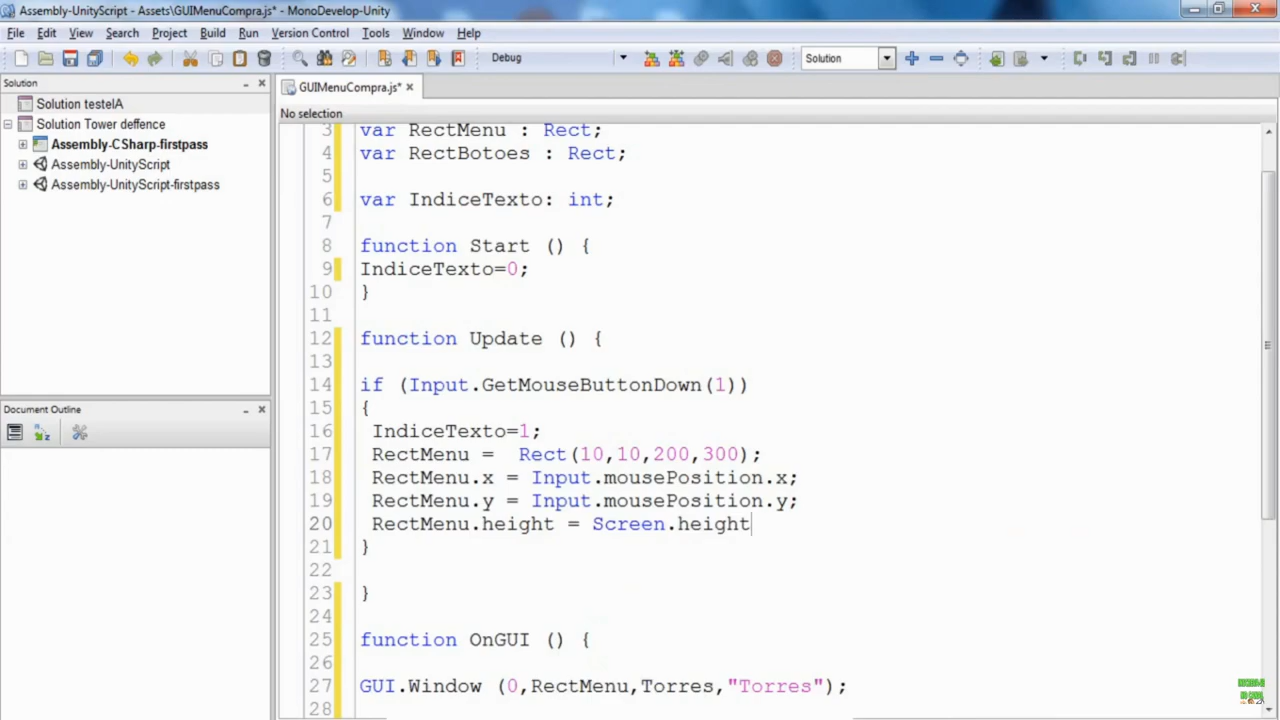 Assembly-UnityScript - Assets\GUIMenuCompra.js* - MonoDevelop-Unity
File Edit View Search Project Build Run Version Control Tools Window Help
Debug Solution
Solution
Solution testeIA
Solution Tower deffence
Assembly-CSharp-firstpass
Assembly-UnityScript
Assembly-UnityScript-firstpass
Document Outline
GUIMenuCompra.js*
No selection
3 var RectMenu : Rect;
4 var RectBotoes : Rect;
5
6 var IndiceTexto: int;
7
8 function Start () {
9 IndiceTexto=0;
10 }
11
12 function Update () {
13
14 if (Input.GetMouseButtonDown(1))
15 {
16 IndiceTexto=1;
17 RectMenu =  Rect(10,10,200,300);
18 RectMenu.x = Input.mousePosition.x;
19 RectMenu.y = Input.mousePosition.y;
20 RectMenu.height = Screen.height
21 }
22
23 }
24
25 function OnGUI () {
26
27 GUI.Window (0,RectMenu,Torres,"Torres");
28